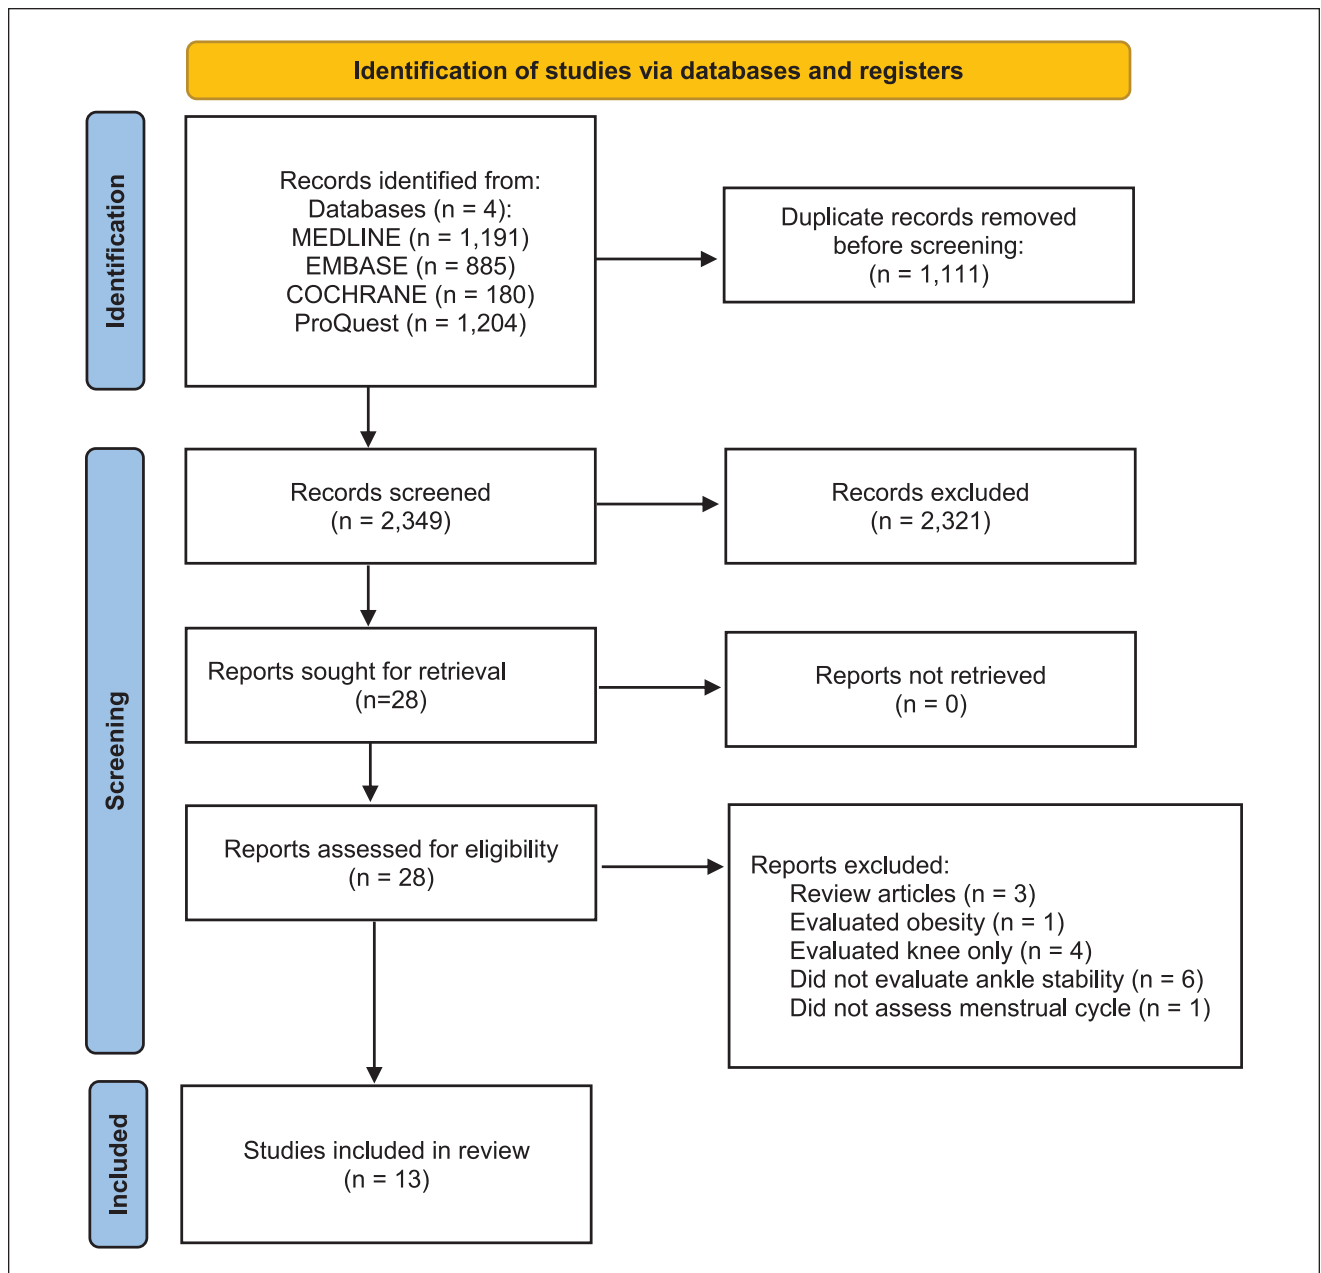 Identification of studies via databases and registers
Identification
Records identified from:
Databases (n = 4):
MEDLINE (n = 1,191)
EMBASE (n = 885)
COCHRANE (n = 180)
ProQuest (n = 1,204)
Duplicate records removed
before screening:
(n = 1,111)
Screening
Records screened
(n = 2,349)
Records excluded
(n = 2,321)
Reports sought for retrieval
(n=28)
Reports not retrieved
(n = 0)
Reports assessed for eligibility
(n = 28)
Reports excluded:
Review articles (n = 3)
Evaluated obesity (n = 1)
Evaluated knee only (n = 4)
Did not evaluate ankle stability (n = 6)
Did not assess menstrual cycle (n = 1)
Included
Studies included in review
(n = 13)